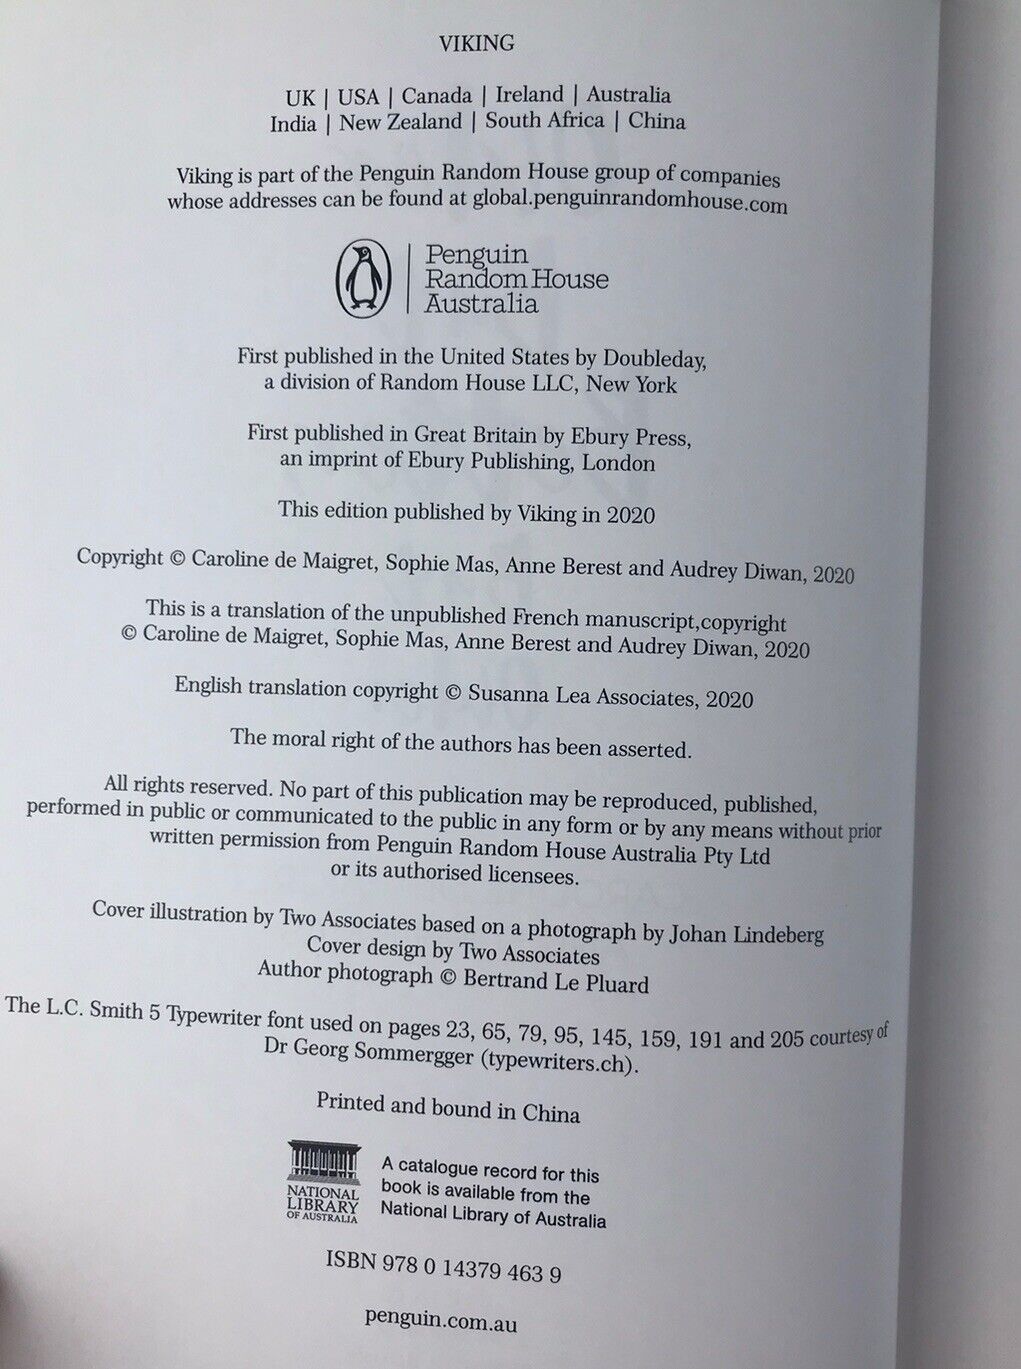 VIKING
UK | USA | Canada | Ireland | Australia
India | New Zealand | South Africa | China
Viking is part of the Penguin Random House group of companies
whose addresses can be found at global.penguinrandomhouse.com
Penguin
Random House
Australia
First published in the United States by Doubleday,
a division of Random House LLC, New York
First published in Great Britain by Ebury Press,
an imprint of Ebury Publishing, London
This edition published by Viking in 2020
Copyright © Caroline de Maigret, Sophie Mas, Anne Berest and Audrey Diwan, 2020
This is a translation of the unpublished French manuscript,copyright
© Caroline de Maigret, Sophie Mas, Anne Berest and Audrey Diwan, 2020
English translation copyright © Susanna Lea Associates, 2020
The moral right of the authors has been asserted.
All rights reserved. No part of this publication may be reproduced, published,
performed in public or communicated to the public in any form or by any means without prior
written permission from Penguin Random House Australia Pty Ltd
or its authorised licensees.
Cover illustration by Two Associates based on a photograph by Johan Lindeberg
Cover design by Two Associates
Author photograph © Bertrand Le Pluard
The L.C. Smith 5 Typewriter font used on pages 23, 65, 79, 95, 145, 159, 191 and 205 courtesy of
Dr Georg Sommergger (typewriters.ch).
Printed and bound in China
NATIONAL
LIBRARY
OF AUSTRALIA
A catalogue record for this
book is available from the
National Library of Australia
ISBN 978 0 14379 463 9
penguin.com.au